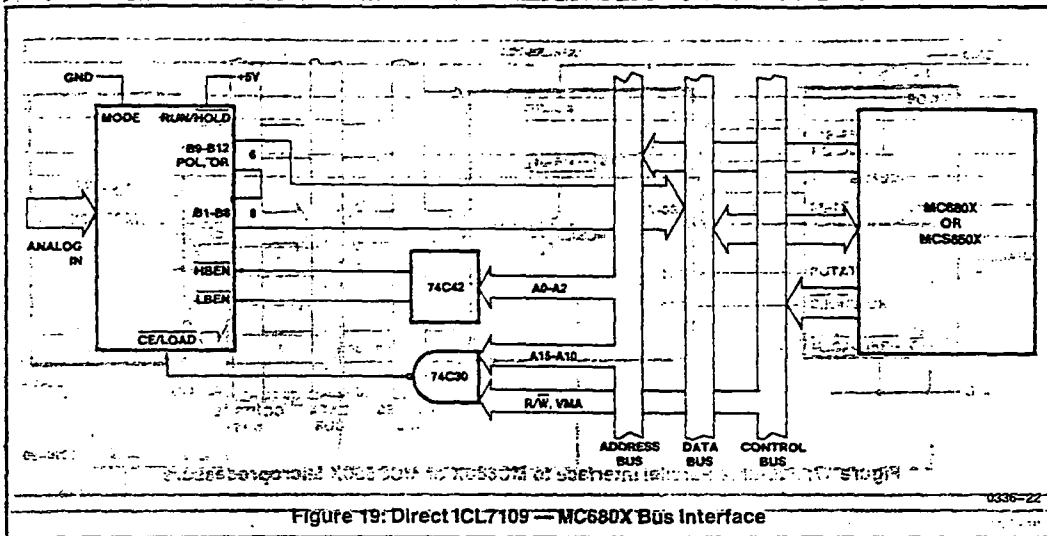 GND
+5V
MODE RUN/HOLD
B9-B12
POL, OR
6
B1-B8
8
ANALOG
IN
HBEN
LBEN
CE/LOAD
74C42
A0-A2
74C30
A15-A10
R/W, VMA
MC680X
OR
MCS650X
ADDRESS
BUS
DATA
BUS
CONTROL
BUS
0336-22
Figure 19: Direct ICL7109 — MC680X Bus Interface